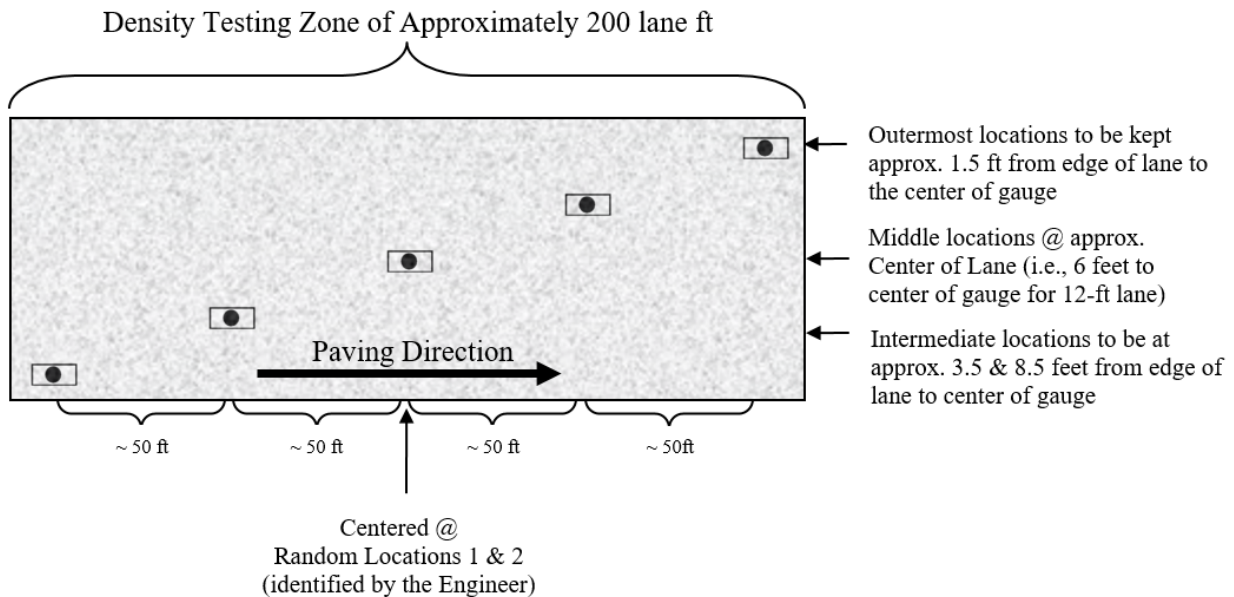 Density Testing Zone of Approximately 200 lane ft
Outermost locations to be kept
approx. 1.5 ft from edge of lane to
the center of gauge
Middle locations @ approx.
Center of Lane (i.e., 6 feet to
center of gauge for 12-ft lane)
Intermediate locations to be at
approx. 3.5 & 8.5 feet from edge of
lane to center of gauge
Paving Direction
~ 50 ft
~ 50 ft
~ 50 ft
~ 50ft
Centered @
Random Locations 1 & 2
(identified by the Engineer)